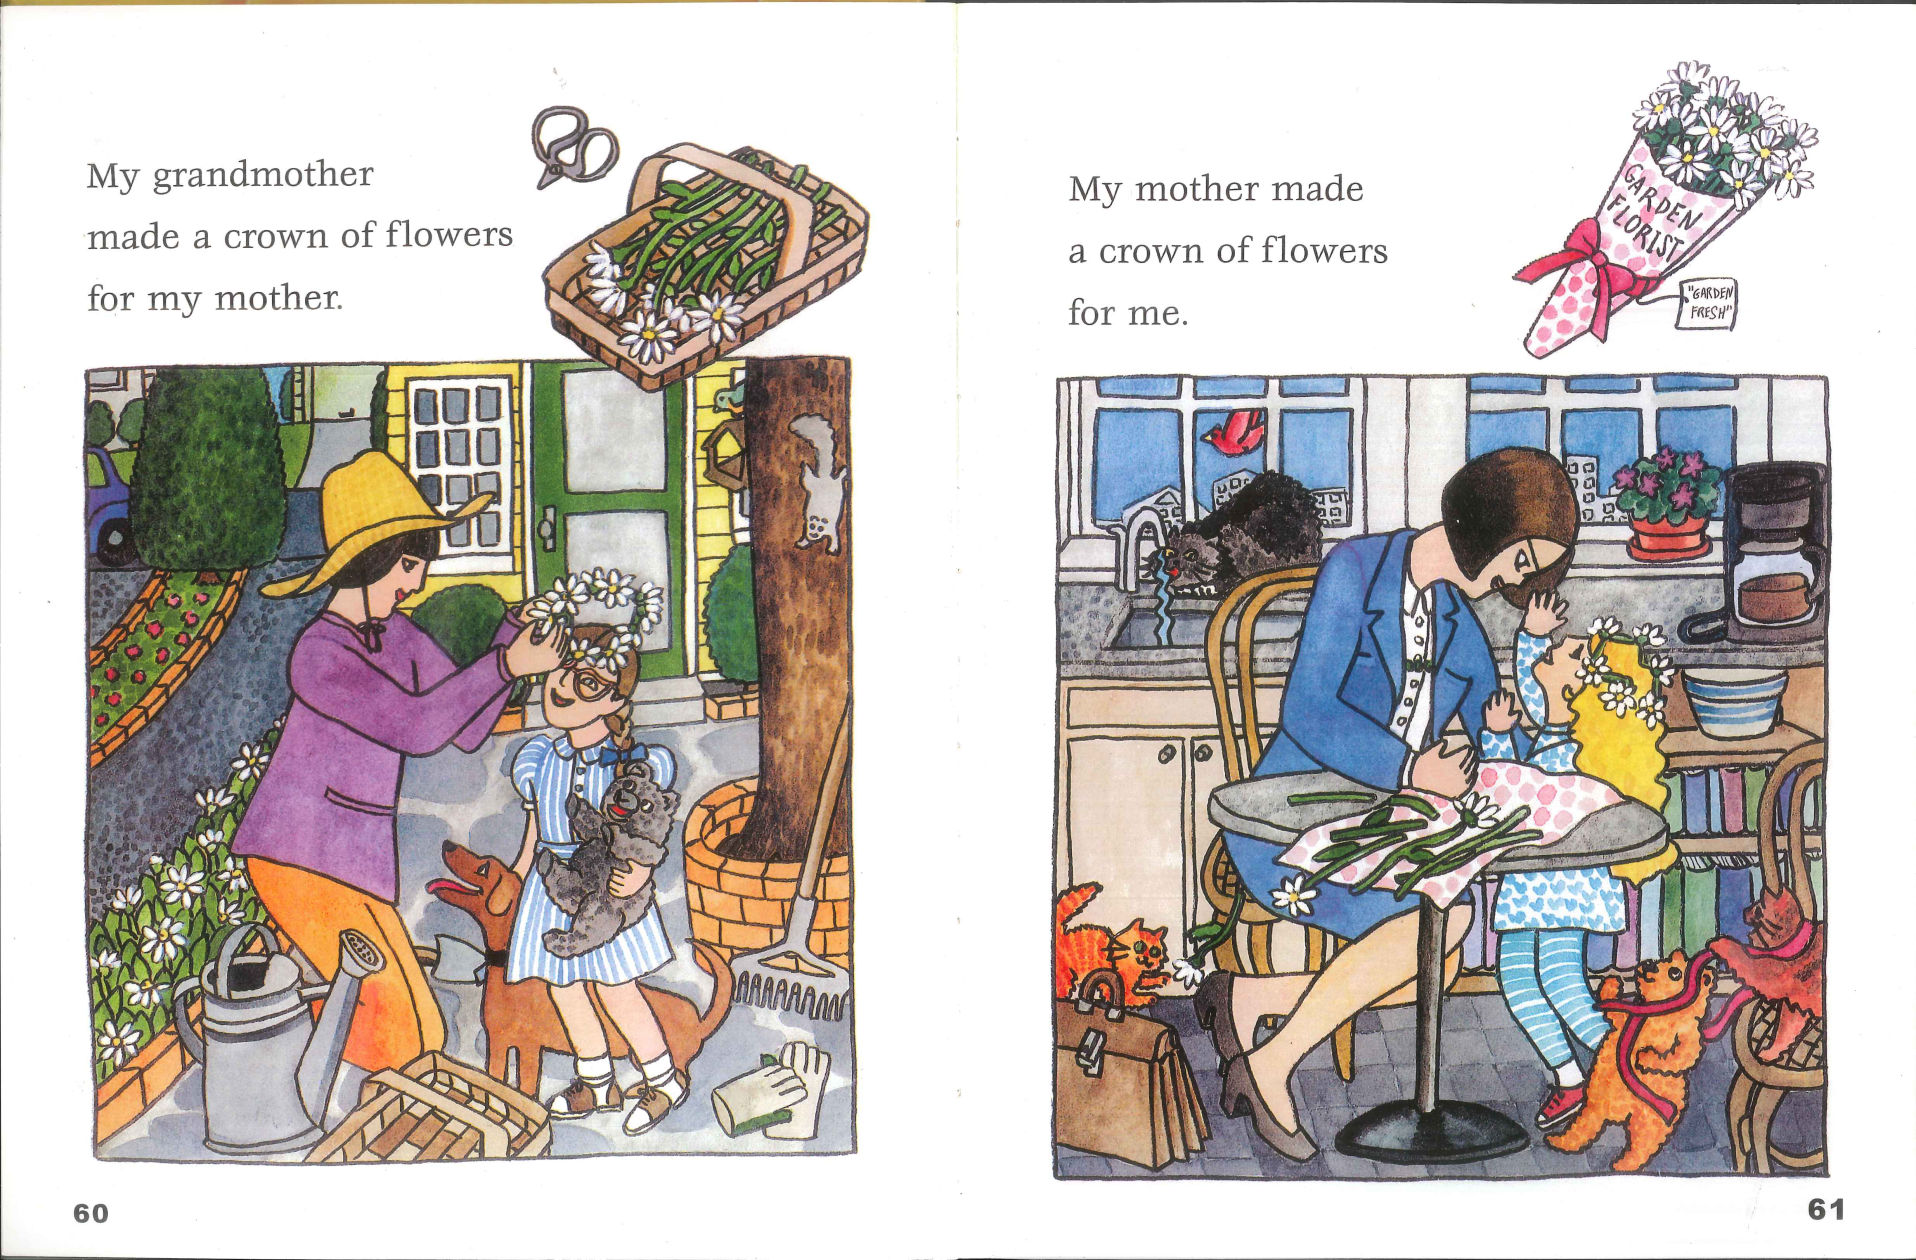 My grandmother
made a crown of flowers
for my mother.
60
My mother made
a crown of flowers
for me.
GARDEN
FLORIST
"GARDEN
FRESH"
61